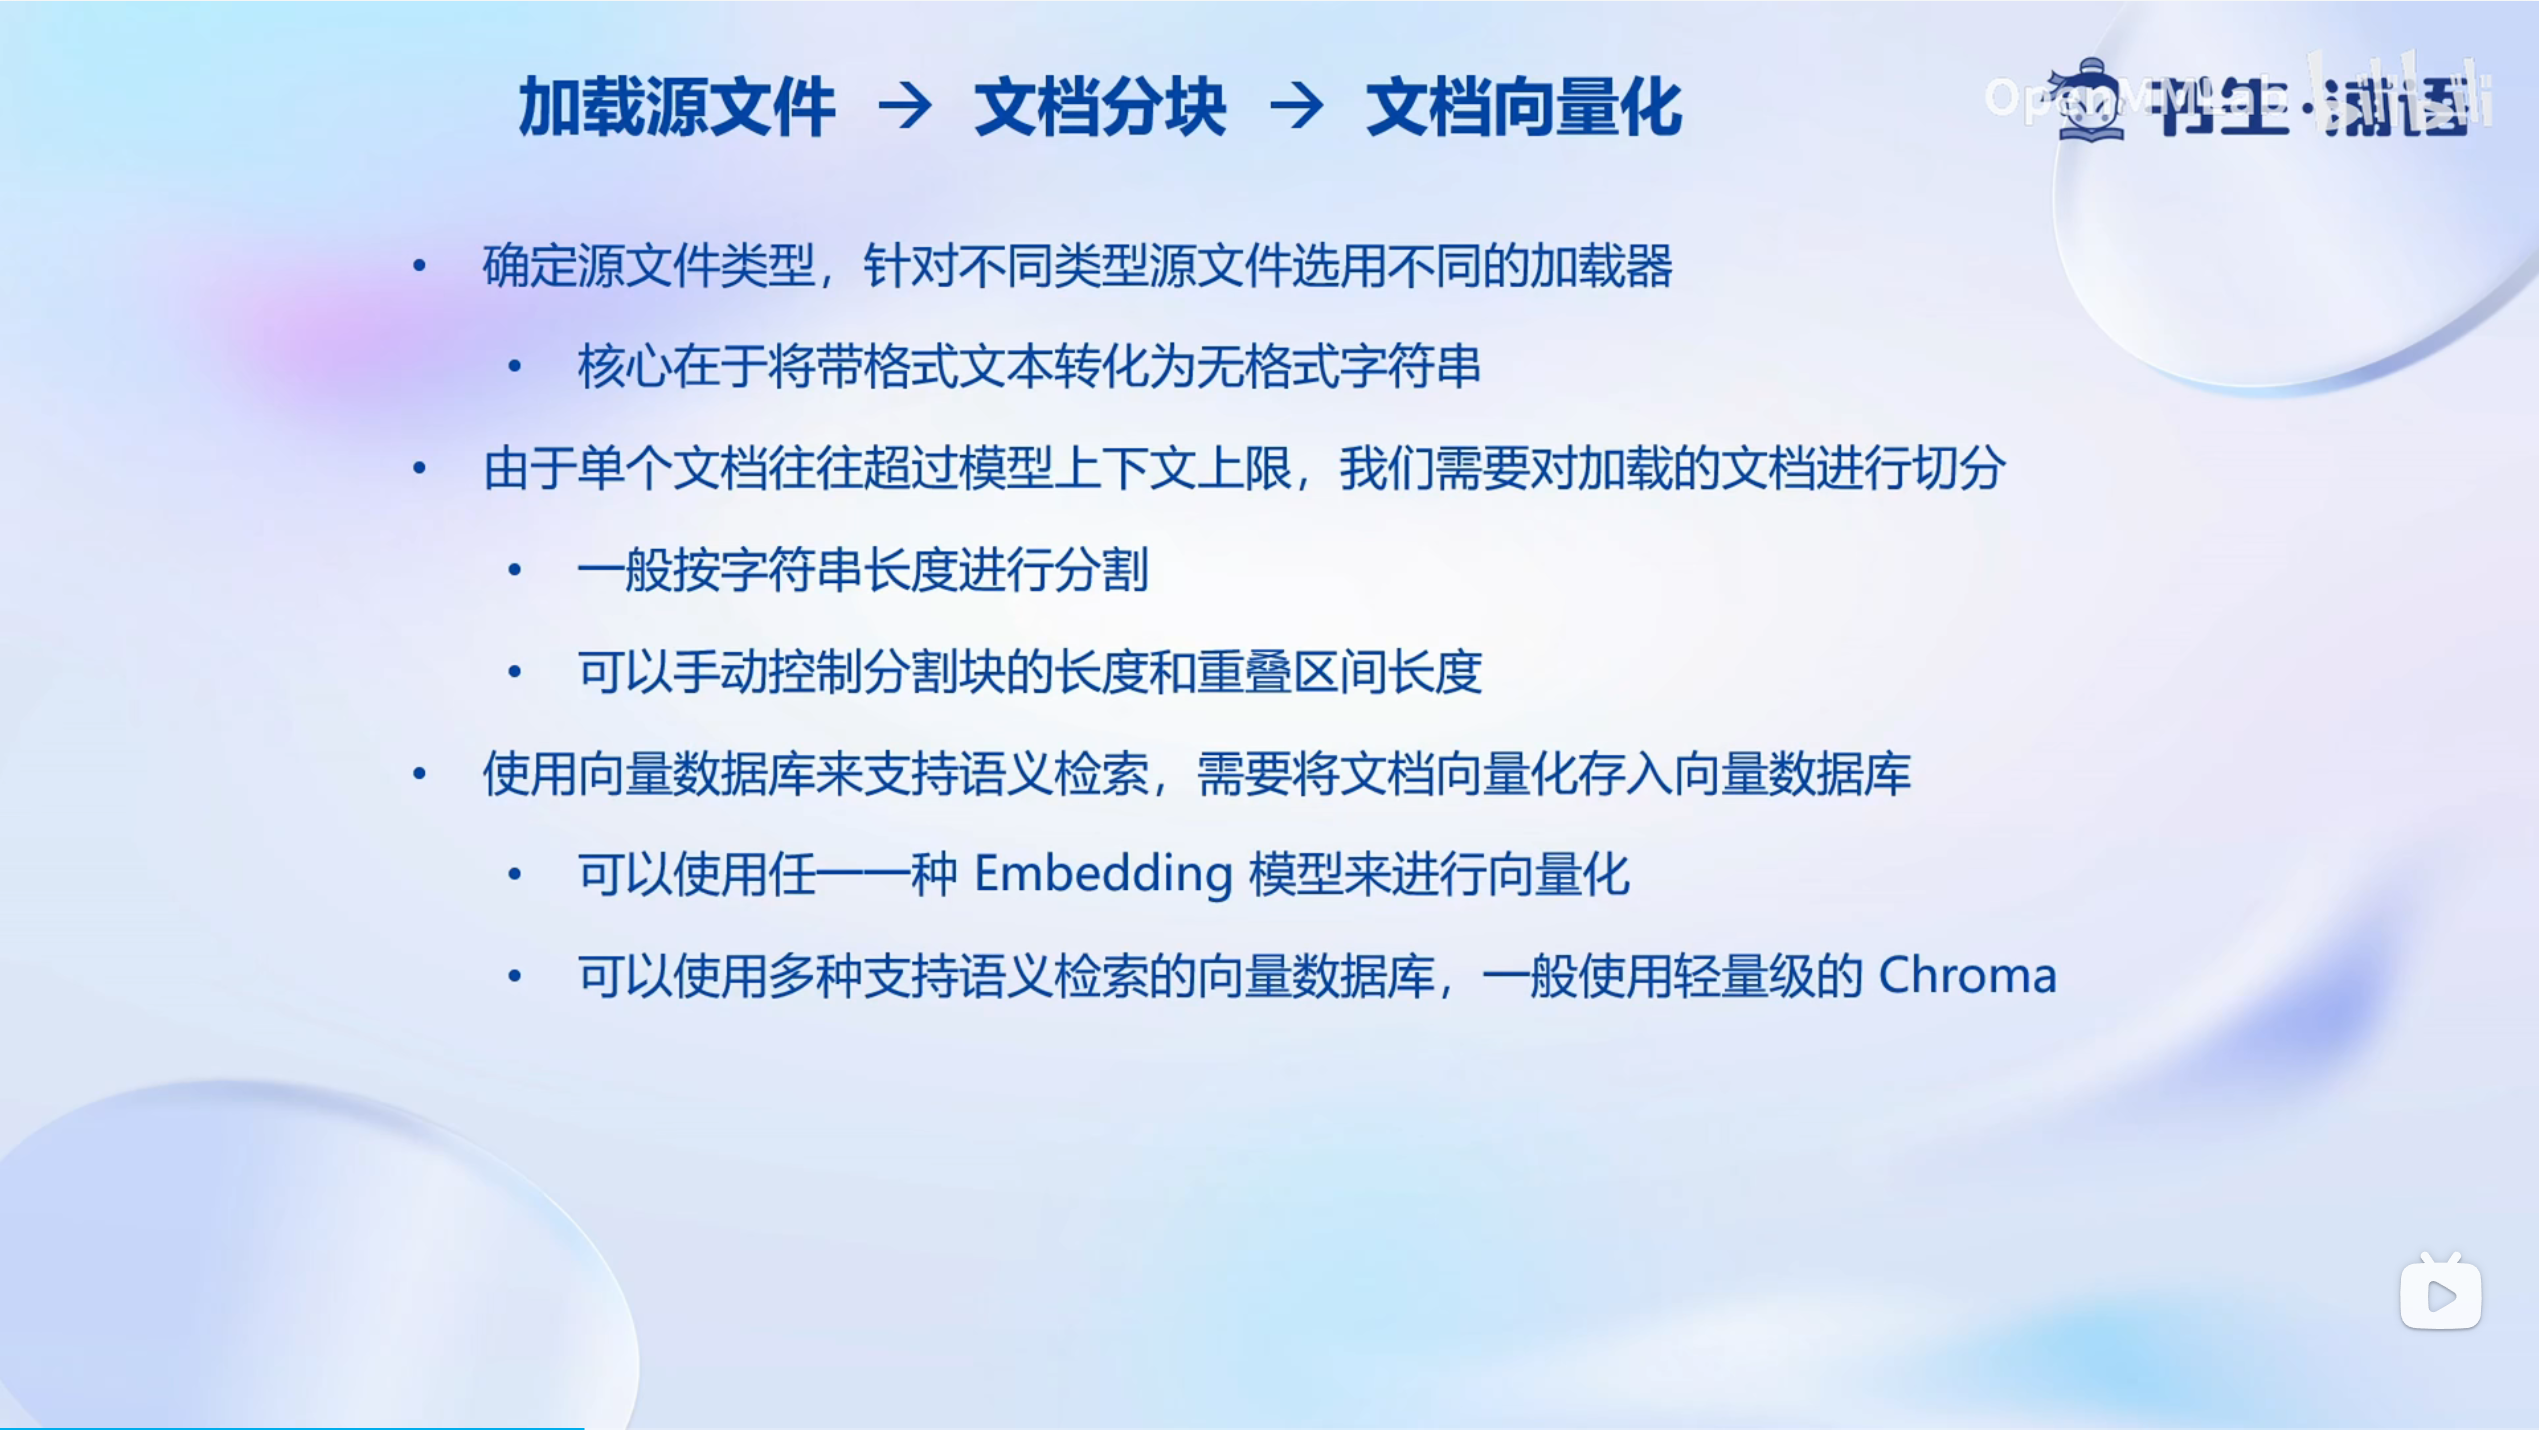 加载源文件 → 文档分块 → 文档向量化
OpenMMLab bilibili
书生·浦语
• 确定源文件类型，针对不同类型源文件选用不同的加载器
• 核心在于将带格式文本转化为无格式字符串
• 由于单个文档往往超过模型上下文上限，我们需要对加载的文档进行切分
• 一般按字符串长度进行分割
• 可以手动控制分割块的长度和重叠区间长度
• 使用向量数据库来支持语义检索，需要将文档向量化存入向量数据库
• 可以使用任一一种 Embedding 模型来进行向量化
• 可以使用多种支持语义检索的向量数据库，一般使用轻量级的 Chroma